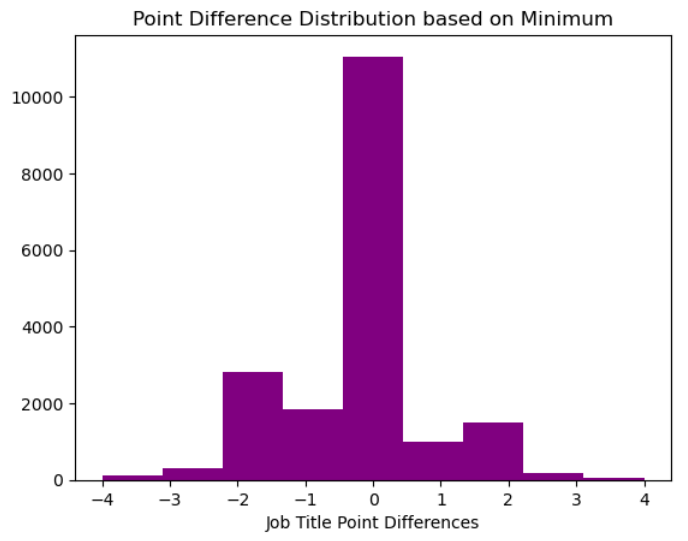 Point Difference Distribution based on Minimum
10000
8000
6000
4000
2000
0
−4 −3 −2 −1 0 1 2 3 4
Job Title Point Differences